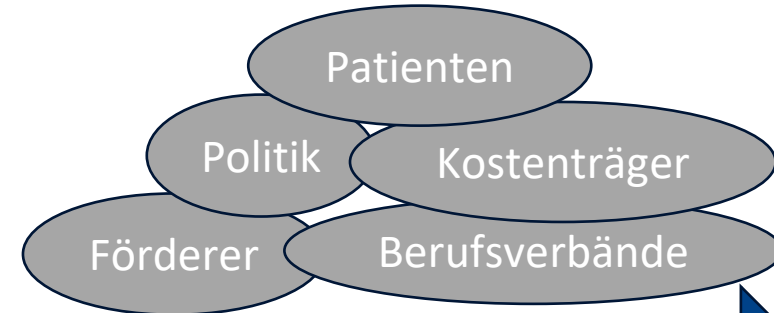 Patienten
Politik
Kostenträger
Förderer
Berufsverbände